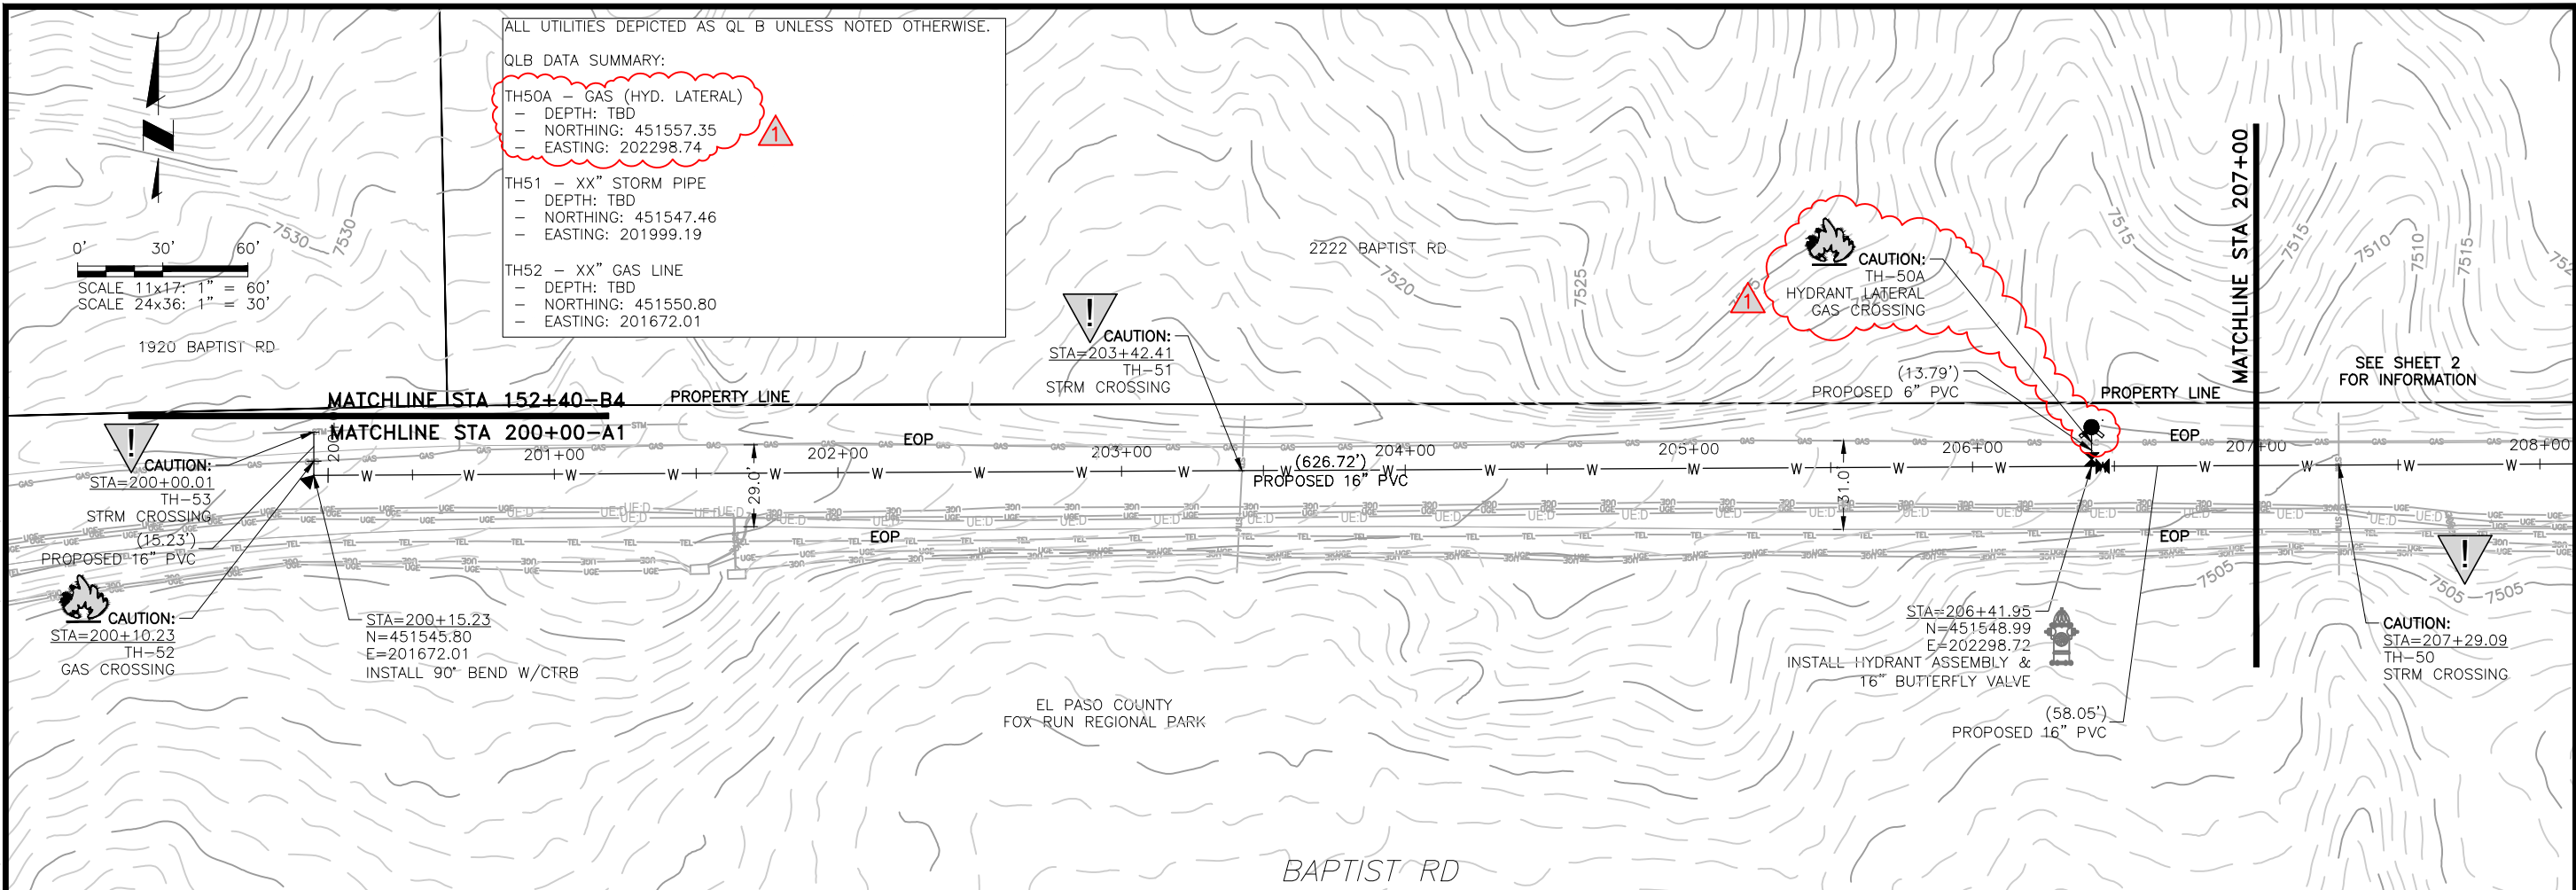 ALL UTILITIES DEPICTED AS QL B UNLESS NOTED OTHERWISE.
QLB DATA SUMMARY:
TH50A – GAS (HYD. LATERAL)
– DEPTH: TBD
– NORTHING: 451557.35
– EASTING: 202298.74
1
TH51 – XX" STORM PIPE
– DEPTH: TBD
– NORTHING: 451547.46
– EASTING: 201999.19
TH52 – XX" GAS LINE
– DEPTH: TBD
– NORTHING: 451550.80
– EASTING: 201672.01
0' 30' 60'
SCALE 11x17: 1" = 60'
SCALE 24x36: 1" = 30'
7530
7530
1920 BAPTIST RD
2222 BAPTIST RD
7520
7525
CAUTION:
TH-50A
HYDRANT LATERAL
GAS CROSSING
1
7520
7515
MATCHLINE STA 207+00
7515
7510
7510
7515
SEE SHEET 2
FOR INFORMATION
!
CAUTION:
STA=203+42.41
TH-51
STRM CROSSING
(13.79')
PROPOSED 6" PVC
PROPERTY LINE
PROPERTY LINE
MATCHLINE STA 152+40-B4
MATCHLINE STA 200+00-A1
EOP
EOP
201+00
202+00
203+00
204+00
205+00
206+00
207+00
208+00
(626.72')
PROPOSED 16" PVC
29.0'
31.0'
EOP
EOP
!
CAUTION:
STA=200+00.01
TH-53
STRM CROSSING
(15.23')
PROPOSED 16" PVC
CAUTION:
STA=200+10.23
TH-52
GAS CROSSING
STA=200+15.23
N=451545.80
E=201672.01
INSTALL 90° BEND W/CTRB
EL PASO COUNTY
FOX RUN REGIONAL PARK
STA=206+41.95
N=451548.99
E=202298.72
INSTALL HYDRANT ASSEMBLY &
16" BUTTERFLY VALVE
(58.05')
PROPOSED 16" PVC
7505
!
7505
7505
CAUTION:
STA=207+29.09
TH-50
STRM CROSSING
BAPTIST RD